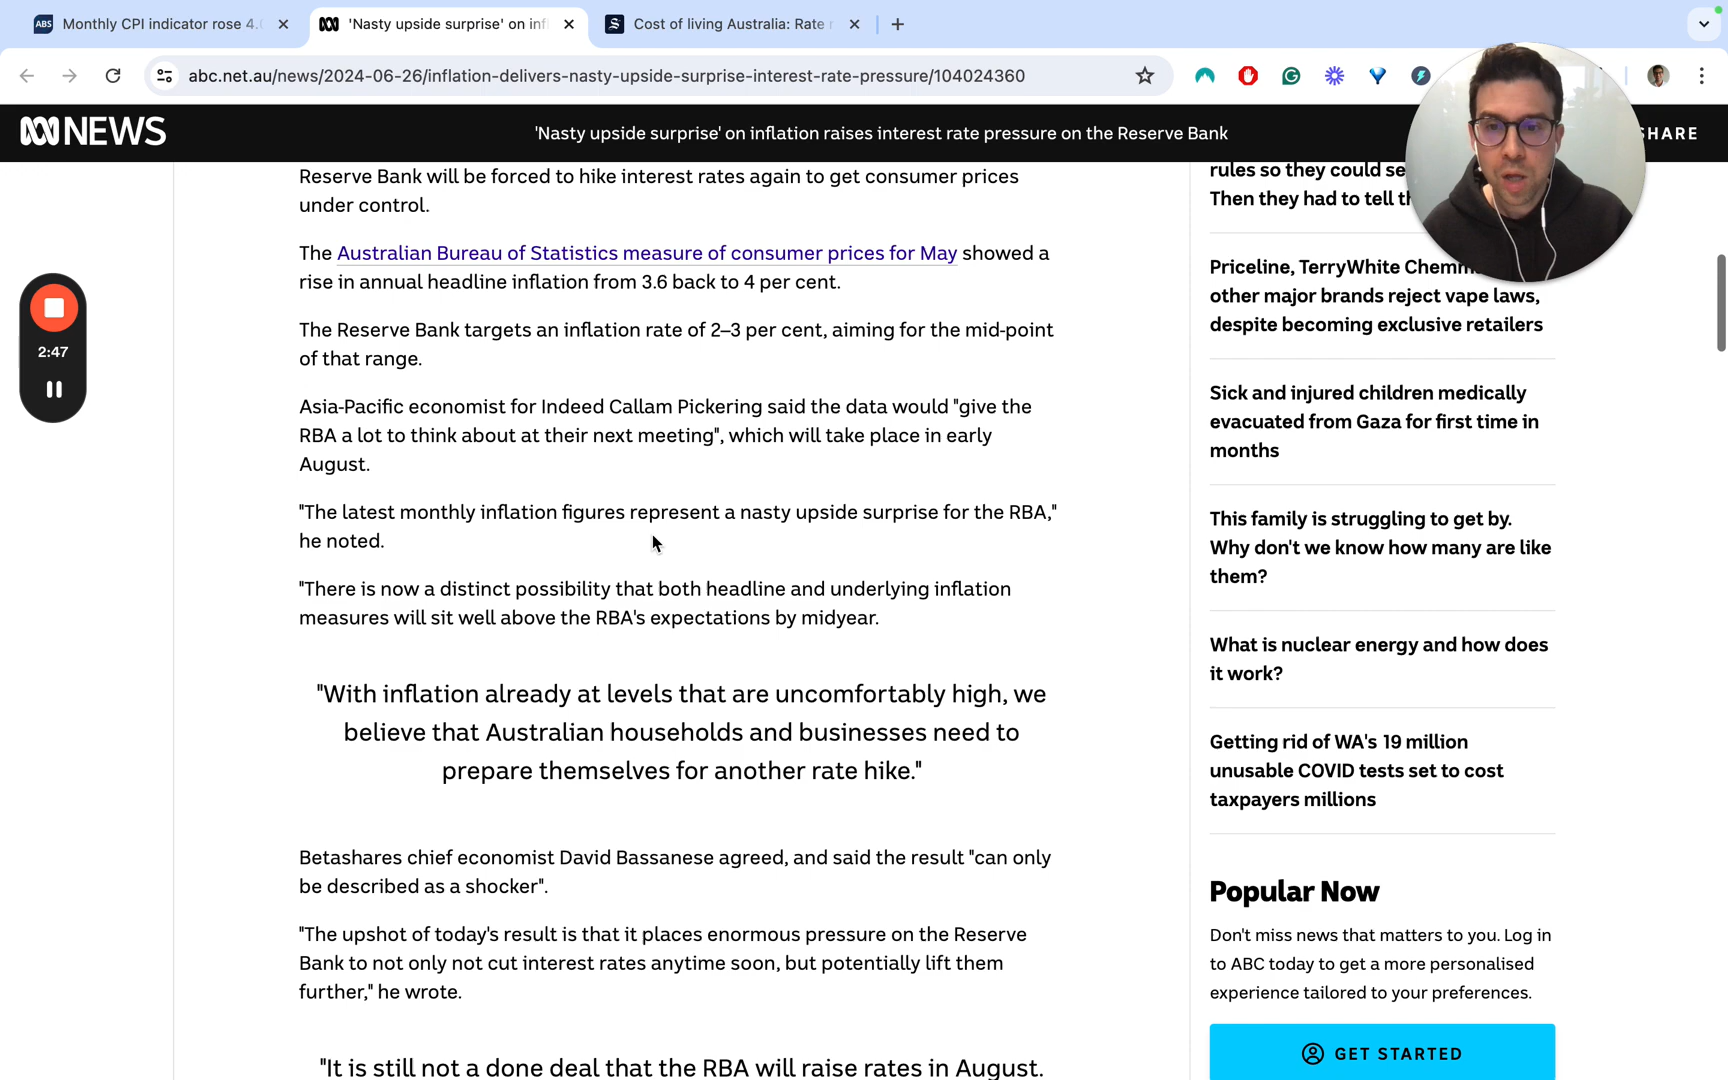 ABS Monthly CPI indicator rose 4.
'Nasty upside surprise' on inf
Cost of living Australia: Rate r
abc.net.au/news/2024-06-26/inflation-delivers-nasty-upside-surprise-interest-rate-pressure/104024360
NEWS
'Nasty upside surprise' on inflation raises interest rate pressure on the Reserve Bank
SHARE
2:47
Reserve Bank will be forced to hike interest rates again to get consumer prices
under control.
The Australian Bureau of Statistics measure of consumer prices for May showed a
rise in annual headline inflation from 3.6 back to 4 per cent.
The Reserve Bank targets an inflation rate of 2–3 per cent, aiming for the mid-point
of that range.
Asia-Pacific economist for Indeed Callam Pickering said the data would "give the
RBA a lot to think about at their next meeting", which will take place in early
August.
"The latest monthly inflation figures represent a nasty upside surprise for the RBA,"
he noted.
"There is now a distinct possibility that both headline and underlying inflation
measures will sit well above the RBA's expectations by midyear.
"With inflation already at levels that are uncomfortably high, we
believe that Australian households and businesses need to
prepare themselves for another rate hike."
Betashares chief economist David Bassanese agreed, and said the result "can only
be described as a shocker".
"The upshot of today's result is that it places enormous pressure on the Reserve
Bank to not only not cut interest rates anytime soon, but potentially lift them
further," he wrote.
"It is still not a done deal that the RBA will raise rates in August.
rules so they could se
Then they had to tell th
Priceline, TerryWhite Chemm
other major brands reject vape laws,
despite becoming exclusive retailers
Sick and injured children medically
evacuated from Gaza for first time in
months
This family is struggling to get by.
Why don't we know how many are like
them?
What is nuclear energy and how does
it work?
Getting rid of WA's 19 million
unusable COVID tests set to cost
taxpayers millions
Popular Now
Don't miss news that matters to you. Log in
to ABC today to get a more personalised
experience tailored to your preferences.
GET STARTED